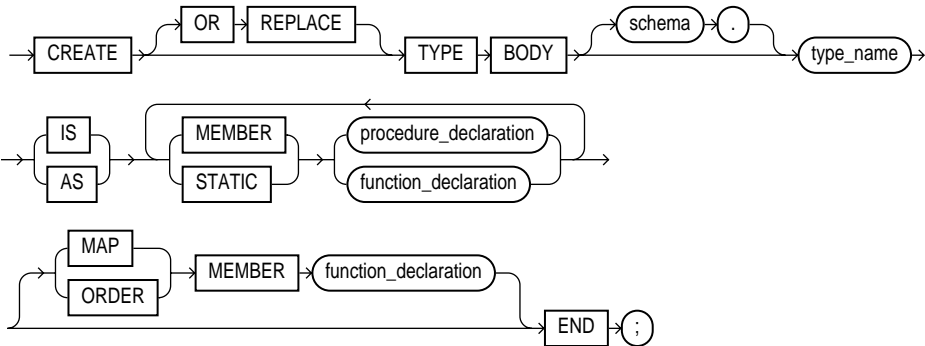 OR REPLACE schema .
CREATE TYPE BODY type_name
IS MEMBER procedure_declaration
AS STATIC function_declaration
MAP
MEMBER function_declaration
ORDER
END ;